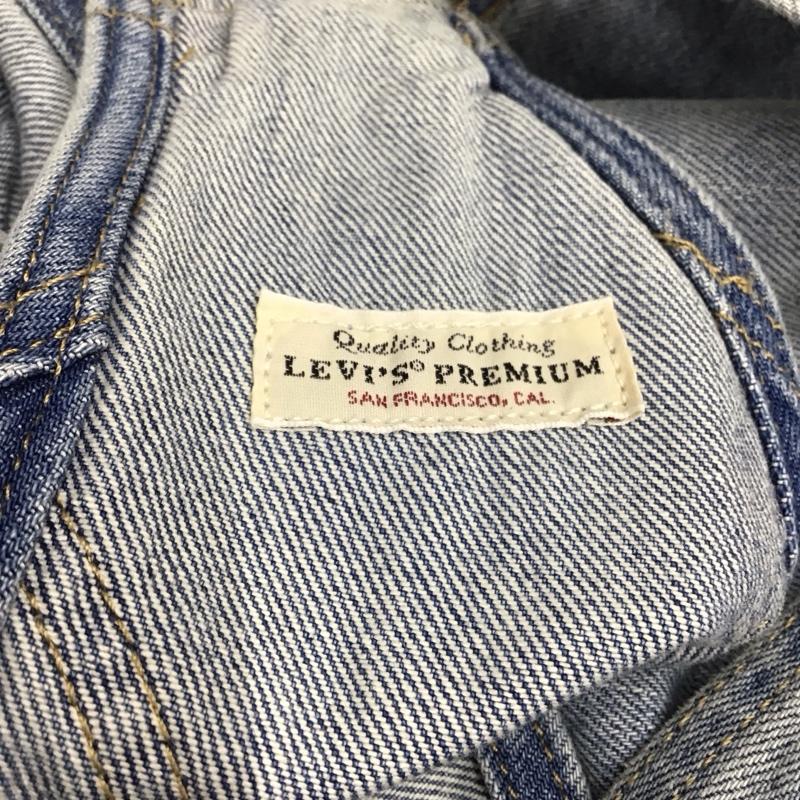 Quality Clothing
LEVI'S® PREMIUM
SAN FRANCISCO, CAL.